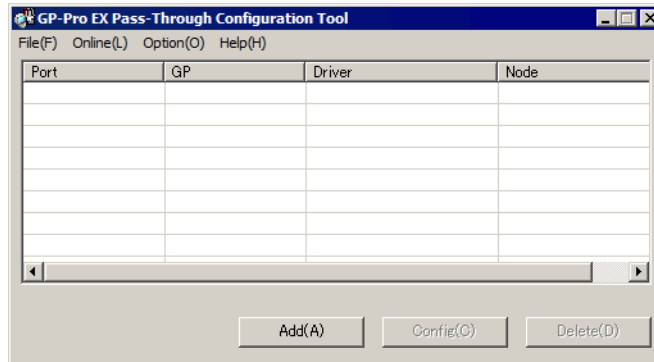 GP-Pro EX Pass-Through Configuration Tool
File(F) Online(L) Option(O) Help(H)
Port GP Driver Node
Add(A) Config(C) Delete(D)